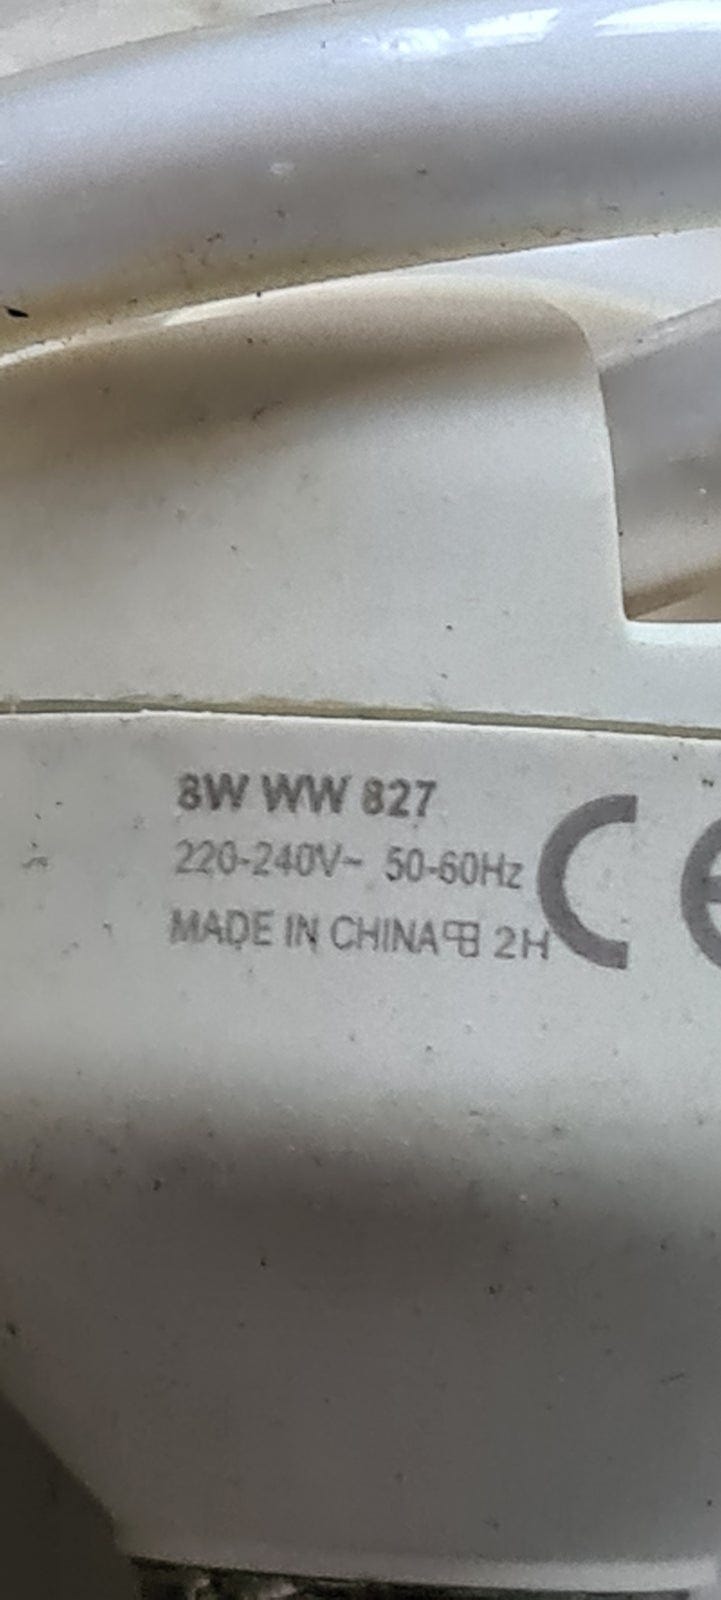 8W WW 827
220-240V~ 50-60Hz
MADE IN CHINA 2H
CE